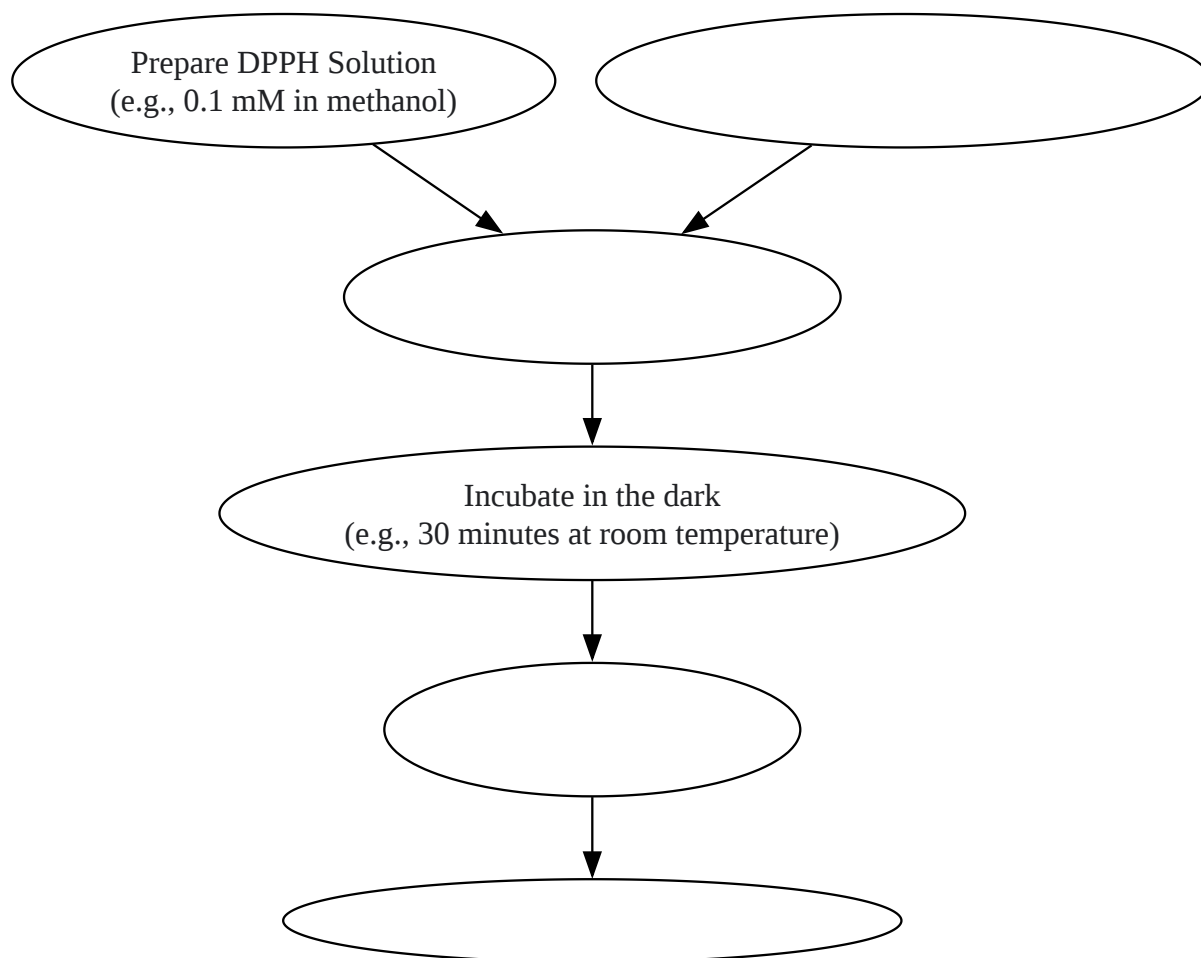 Prepare DPPH Solution
(e.g., 0.1 mM in methanol)
Incubate in the dark
(e.g., 30 minutes at room temperature)